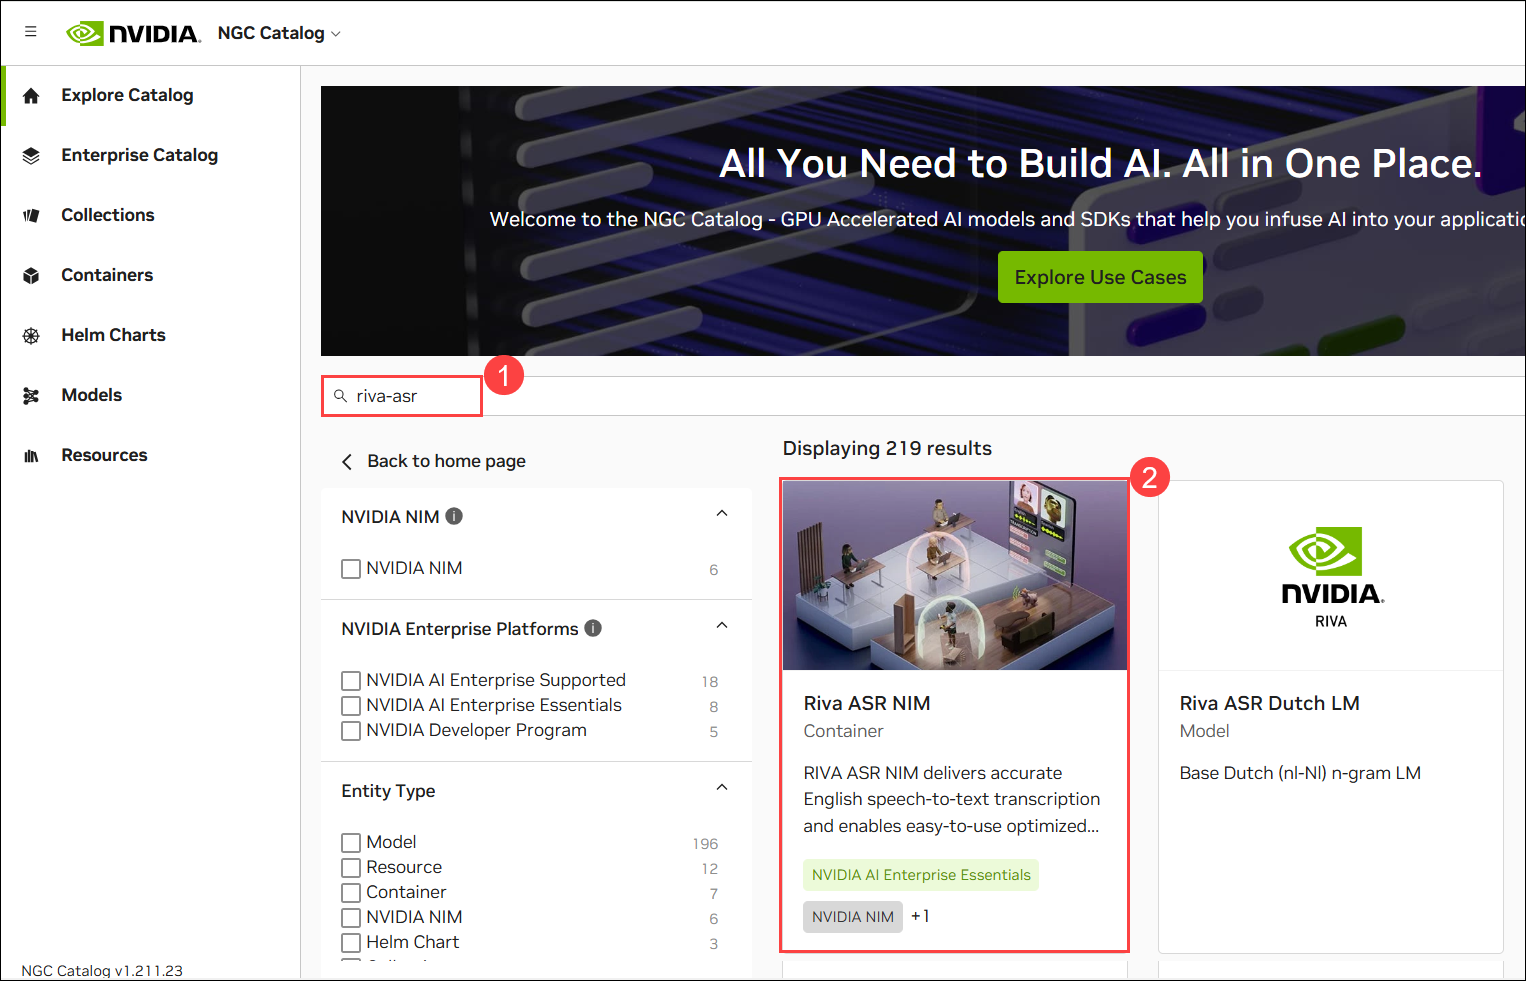 NVIDIA. NGC Catalog
Explore Catalog
Enterprise Catalog
Collections
Containers
Helm Charts
Models
Resources
NGC Catalog v1.211.23
All You Need to Build AI. All in One Place.
Welcome to the NGC Catalog - GPU Accelerated AI models and SDKs that help you infuse AI into your
Explore Use Cases
riva-asr
1
Back to home page
NVIDIA NIM
NVIDIA NIM 6
NVIDIA Enterprise Platforms
NVIDIA AI Enterprise Supported 18
NVIDIA AI Enterprise Essentials 8
NVIDIA Developer Program 5
Entity Type
Model 196
Resource 12
Container 7
NVIDIA NIM 6
Helm Chart 3
Displaying 219 results
2
Riva ASR NIM
Container
RIVA ASR NIM delivers accurate
English speech-to-text transcription
and enables easy-to-use optimized...
NVIDIA AI Enterprise Essentials
NVIDIA NIM +1
NVIDIA.
RIVA
Riva ASR Dutch LM
Model
Base Dutch (nl-Nl) n-gram LM